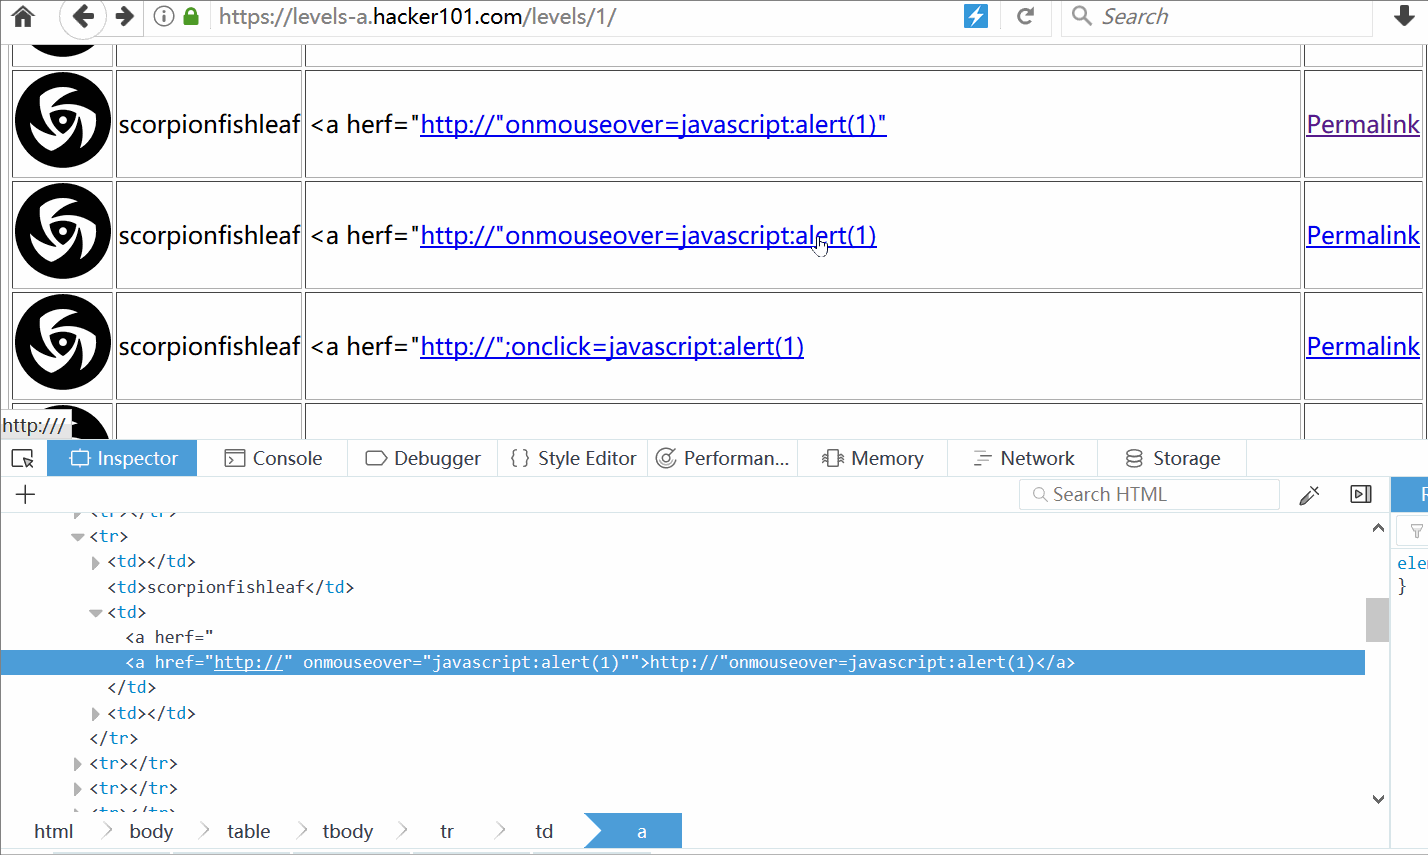 https://levels-a.hacker101.com/levels/1/
Search
scorpionfishleaf <a herf="http://"onmouseover=javascript:alert(1)" Permalink
scorpionfishleaf <a herf="http://"onmouseover=javascript:alert(1) Permalink
scorpionfishleaf <a herf="http://";onclick=javascript:alert(1) Permalink
http:///
Inspector Console Debugger { } Style Editor Performan... Memory Network Storage
Search HTML
<tr></tr>
<tr>
<td></td>
<td>scorpionfishleaf</td>
<td>
<a herf="
<a href="http://" onmouseover="javascript:alert(1)"">http://"onmouseover=javascript:alert(1)</a>
</td>
<td></td>
</tr>
<tr></tr>
<tr></tr>
<tr></tr>
ele
}
html body table tbody tr td a